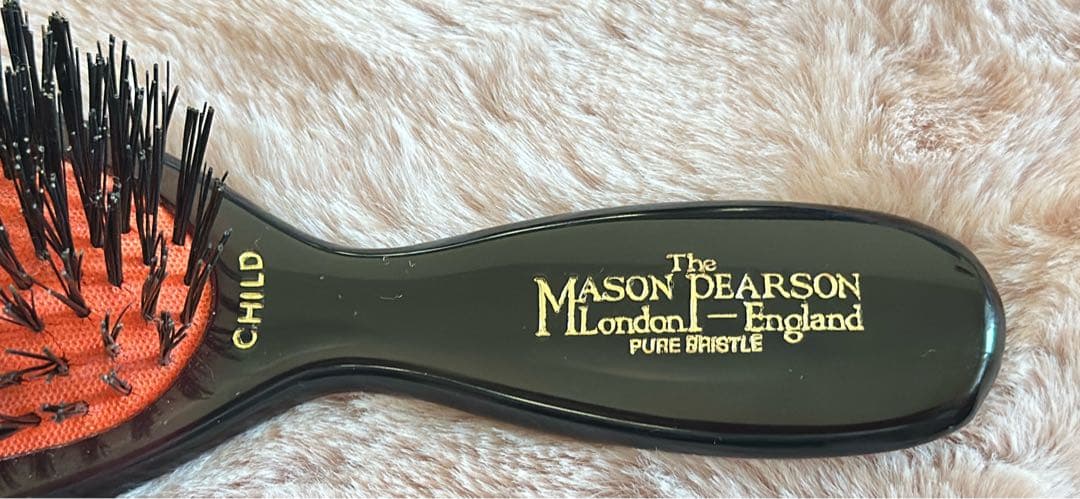 CHILD
The
MASON PEARSON
London — England
PURE BRISTLE